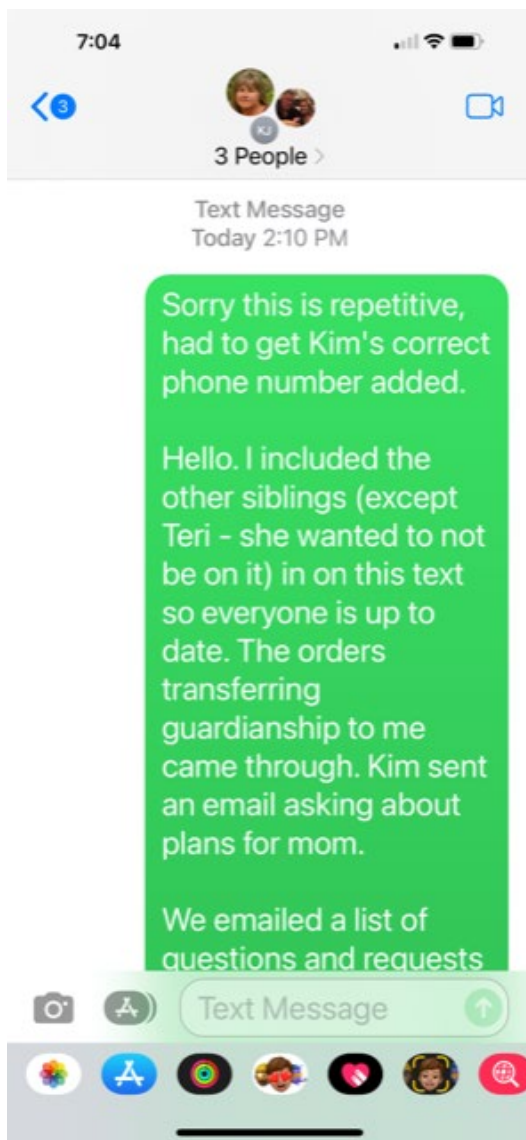 7:04
3
KJ
3 People >
Text Message
Today 2:10 PM
Sorry this is repetitive,
had to get Kim's correct
phone number added.
Hello. I included the
other siblings (except
Teri - she wanted to not
be on it) in on this text
so everyone is up to
date. The orders
transferring
guardianship to me
came through. Kim sent
an email asking about
plans for mom.
We emailed a list of
questions and requests
Text Message